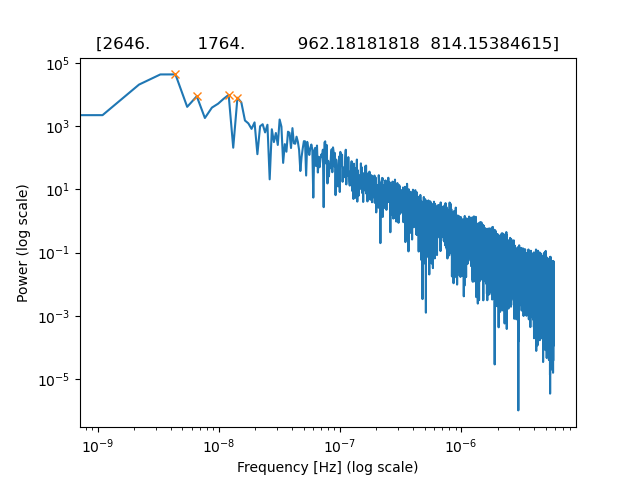 [2646. 1764. 962.18181818 814.15384615]
10^5
10^3
10^1
10^-1
10^-3
10^-5
Power (log scale)
10^-9 10^-8 10^-7 10^-6
Frequency [Hz] (log scale)